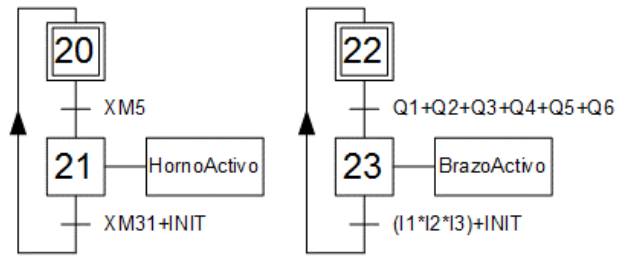 20
XM5
21
HornoActivo
XM31+INIT
22
Q1+Q2+Q3+Q4+Q5+Q6
23
BrazoActivo
(I1*I2*I3)+INIT